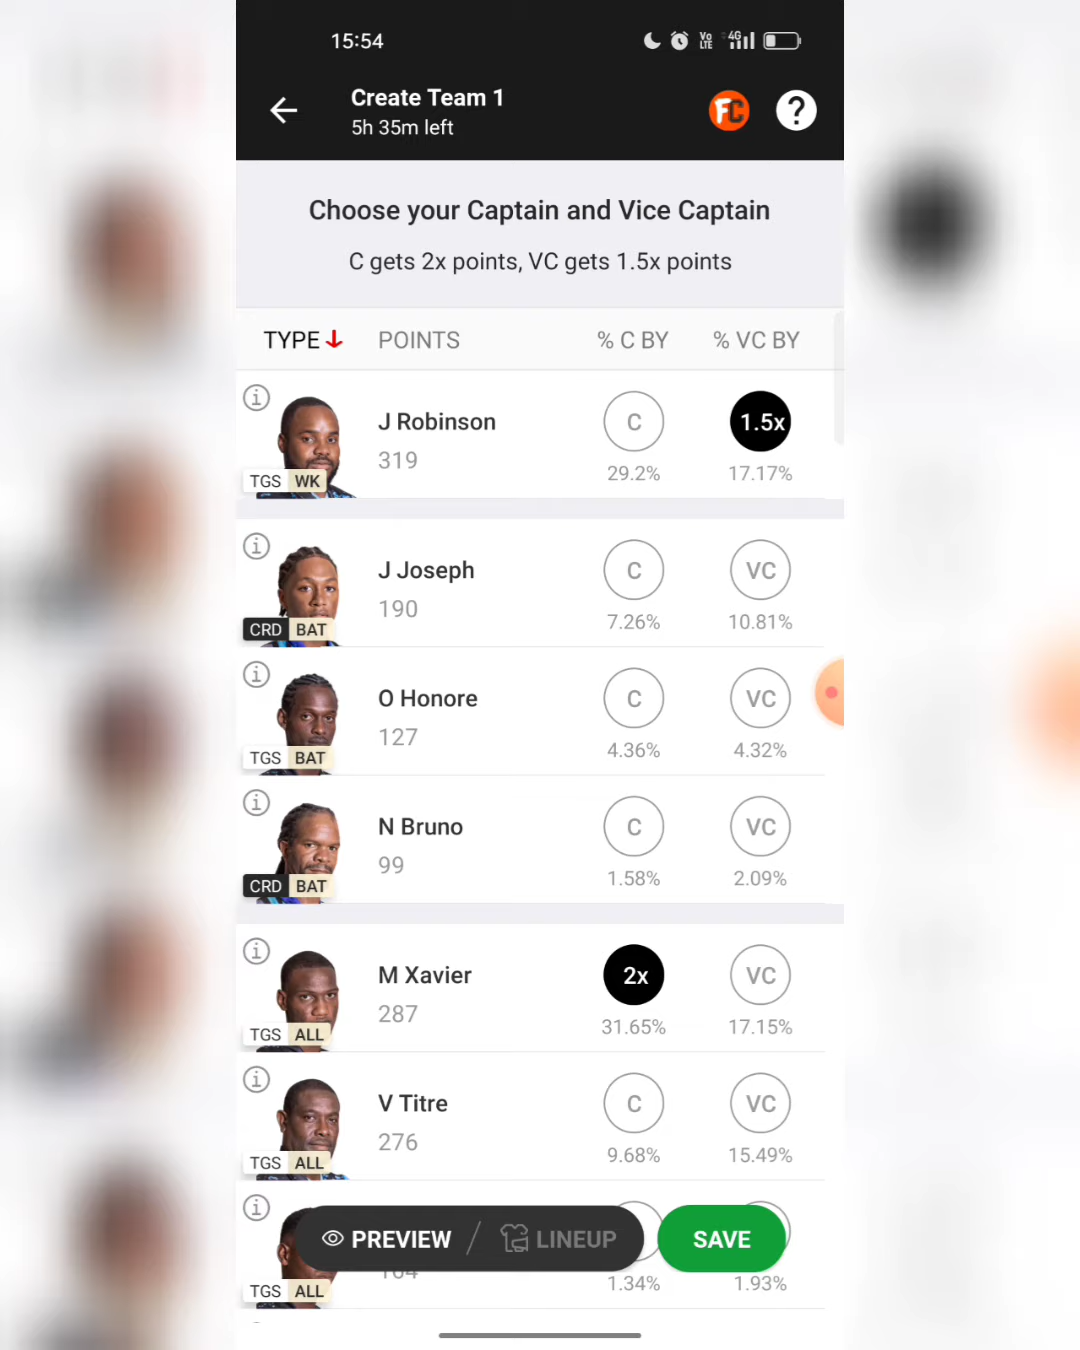 15:54
Vo LTE 4G
Create Team 1
5h 35m left
FC ?
Choose your Captain and Vice Captain
C gets 2x points, VC gets 1.5x points
TYPE POINTS % C BY % VC BY
J Robinson C 1.5x
319 29.2% 17.17%
TGS WK
J Joseph C VC
190 7.26% 10.81%
CRD BAT
O Honore C VC
127 4.36% 4.32%
TGS BAT
N Bruno C VC
99 1.58% 2.09%
CRD BAT
M Xavier 2x VC
287 31.65% 17.15%
TGS ALL
V Titre C VC
276 9.68% 15.49%
TGS ALL
PREVIEW / LINEUP SAVE
1.34% 1.93%
TGS ALL